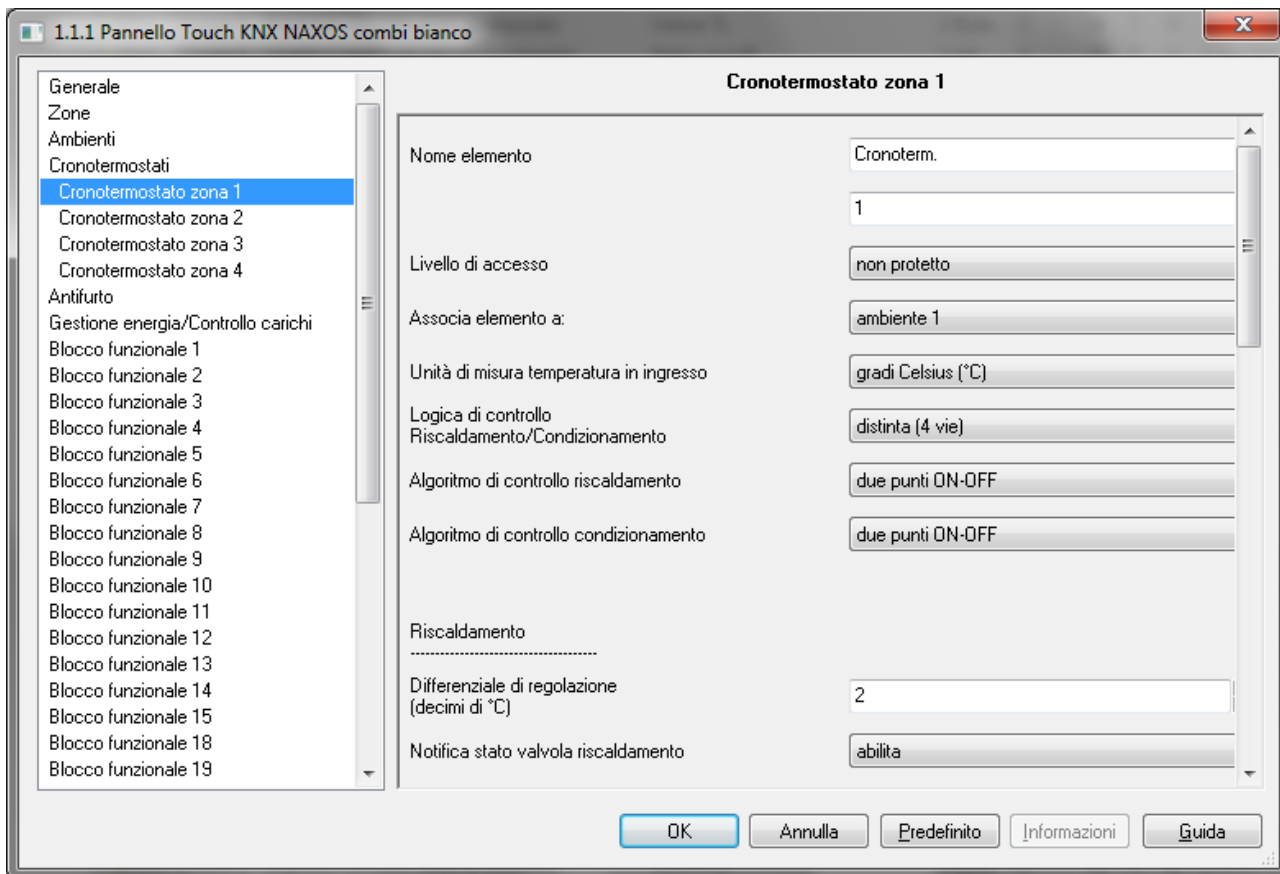 1.1.1 Pannello Touch KNX NAXOS combi bianco
Generale
Zone
Ambienti
Cronotermostati
Cronotermostato zona 1
Cronotermostato zona 2
Cronotermostato zona 3
Cronotermostato zona 4
Antifurto
Gestione energia/Controllo carichi
Blocco funzionale 1
Blocco funzionale 2
Blocco funzionale 3
Blocco funzionale 4
Blocco funzionale 5
Blocco funzionale 6
Blocco funzionale 7
Blocco funzionale 8
Blocco funzionale 9
Blocco funzionale 10
Blocco funzionale 11
Blocco funzionale 12
Blocco funzionale 13
Blocco funzionale 14
Blocco funzionale 15
Blocco funzionale 18
Blocco funzionale 19
Cronotermostato zona 1
Nome elemento
Cronoterm.
1
Livello di accesso
non protetto
Associa elemento a:
ambiente 1
Unità di misura temperatura in ingresso
gradi Celsius (°C)
Logica di controllo
Riscaldamento/Condizionamento
distinta (4 vie)
Algoritmo di controllo riscaldamento
due punti ON-OFF
Algoritmo di controllo condizionamento
due punti ON-OFF
Riscaldamento
--------------------------------------
Differenziale di regolazione
(decimi di °C)
2
Notifica stato valvola riscaldamento
abilita
OK
Annulla
Predefinito
Informazioni
Guida